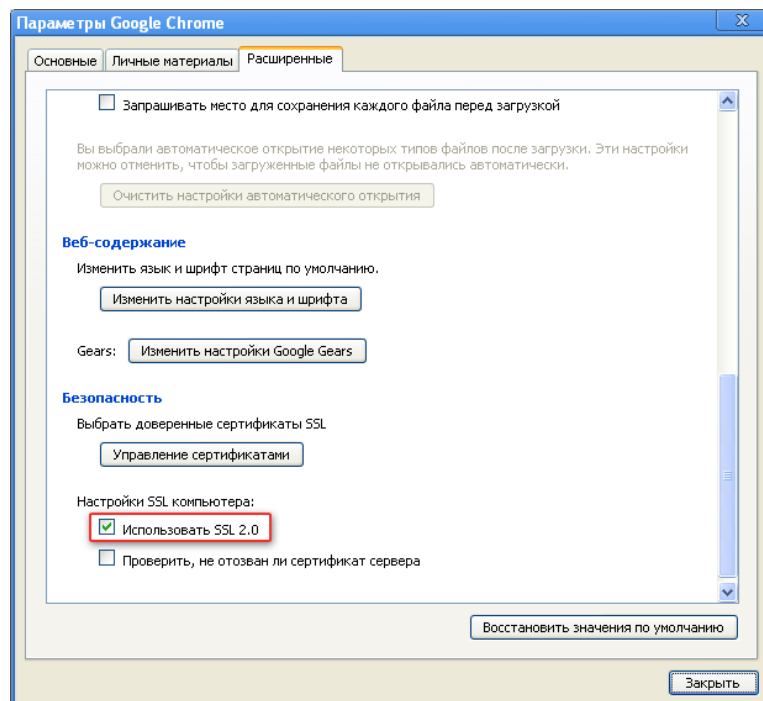 Параметры Google Chrome
Основные
Личные материалы
Расширенные
Запрашивать место для сохранения каждого файла перед загрузкой
Вы выбрали автоматическое открытие некоторых типов файлов после загрузки. Эти настройки
можно отменить, чтобы загруженные файлы не открывались автоматически.
Очистить настройки автоматического открытия
Веб-содержание
Изменить язык и шрифт страниц по умолчанию.
Изменить настройки языка и шрифта
Gears:
Изменить настройки Google Gears
Безопасность
Выбрать доверенные сертификаты SSL
Управление сертификатами
Настройки SSL компьютера:
Использовать SSL 2.0
Проверить, не отозван ли сертификат сервера
Восстановить значения по умолчанию
Закрыть